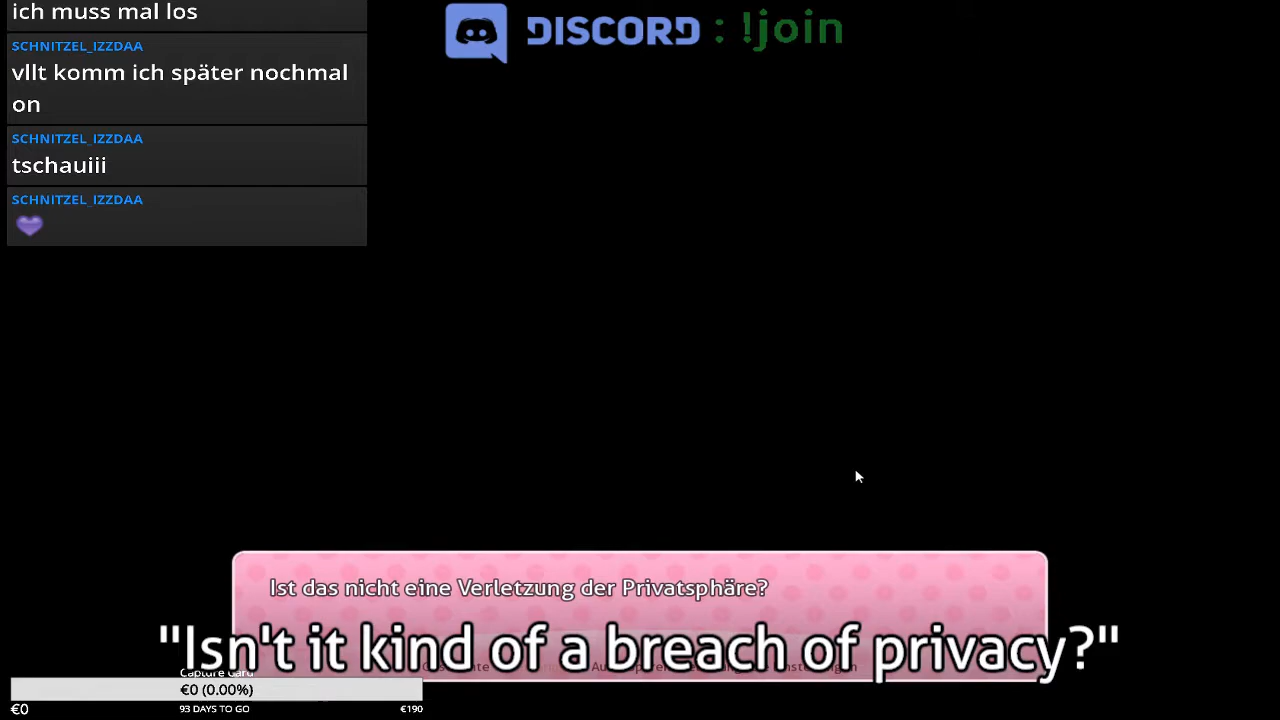 ich muss mal los
SCHNITZEL_IZZDAA
vllt komm ich später nochmal
on
SCHNITZEL_IZZDAA
tschauiii
SCHNITZEL_IZZDAA
DISCORD : !join
Ist das nicht eine Verletzung der Privatsphäre?
"Isn't it kind of a breach of privacy?"
Capture Card
€0 (0.00%)
€0 93 DAYS TO GO €190